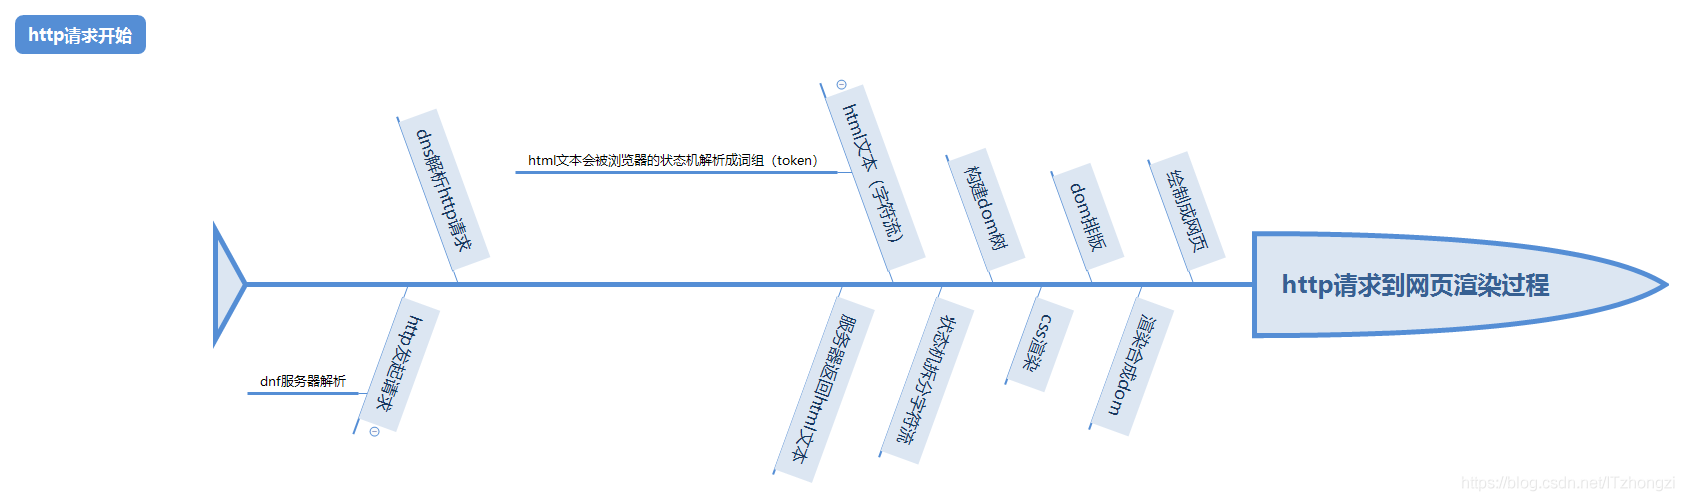 http请求开始
dns解析http请求
html文本（字符流）
html文本会被浏览器的状态机解析成词组（token）
构建dom树
dom排版
绘制成网页
http请求到网页渲染过程
http发起请求
dnf服务器解析
服务器返回html文本
状态机拆分字符流
css渲染
渲染合成dom
https://blog.csdn.net/ITzhongzi